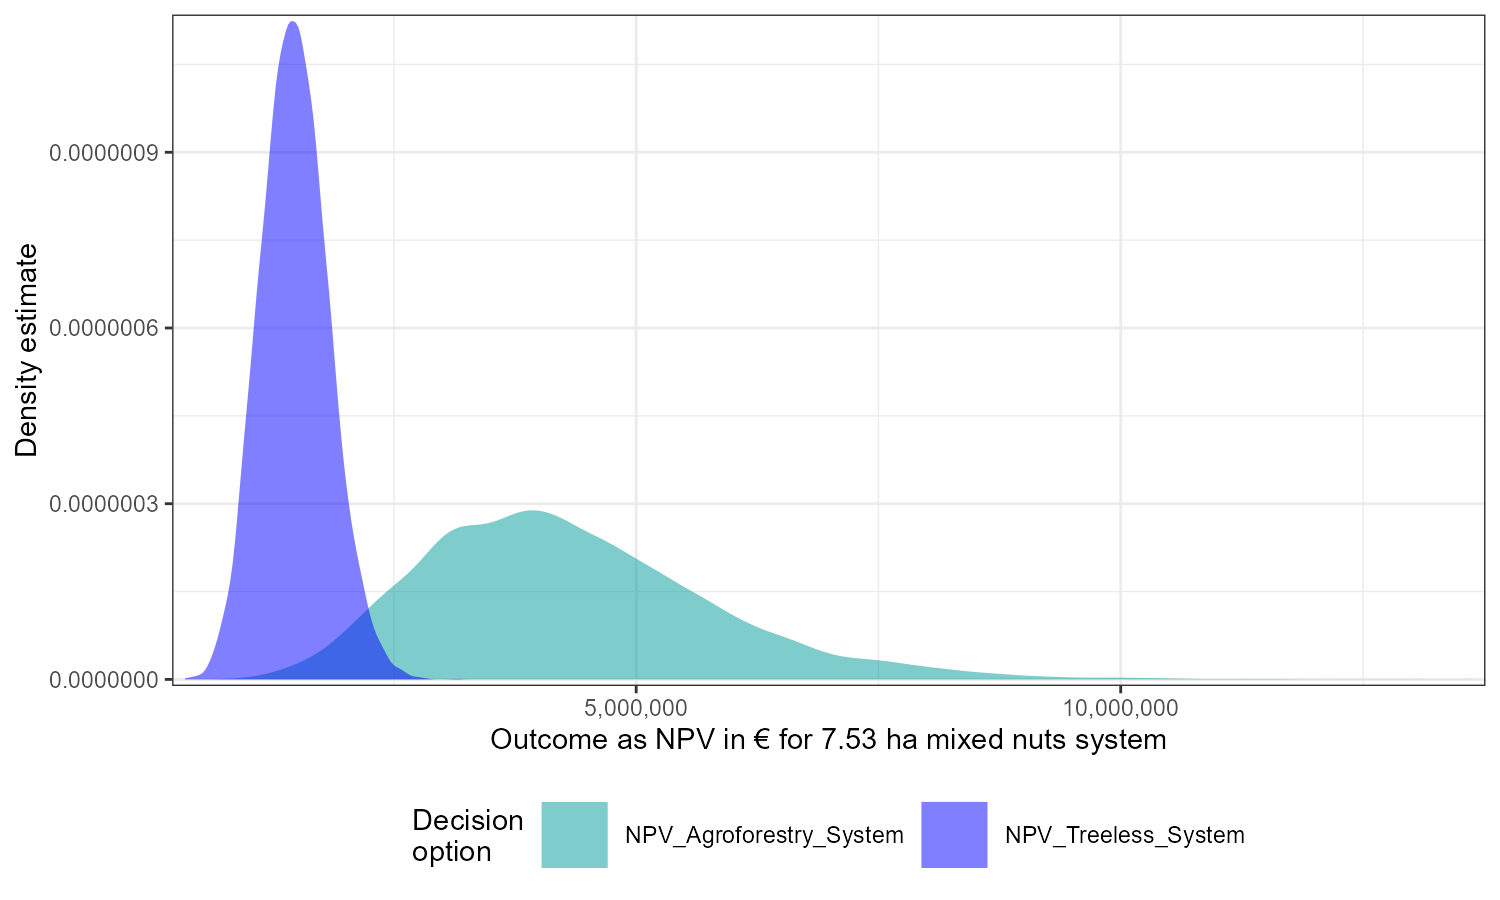 Density estimate
0.0000009
0.0000006
0.0000003
0.0000000
5,000,000
10,000,000
Outcome as NPV in € for 7.53 ha mixed nuts system
Decision
option
NPV_Agroforestry_System
NPV_Treeless_System